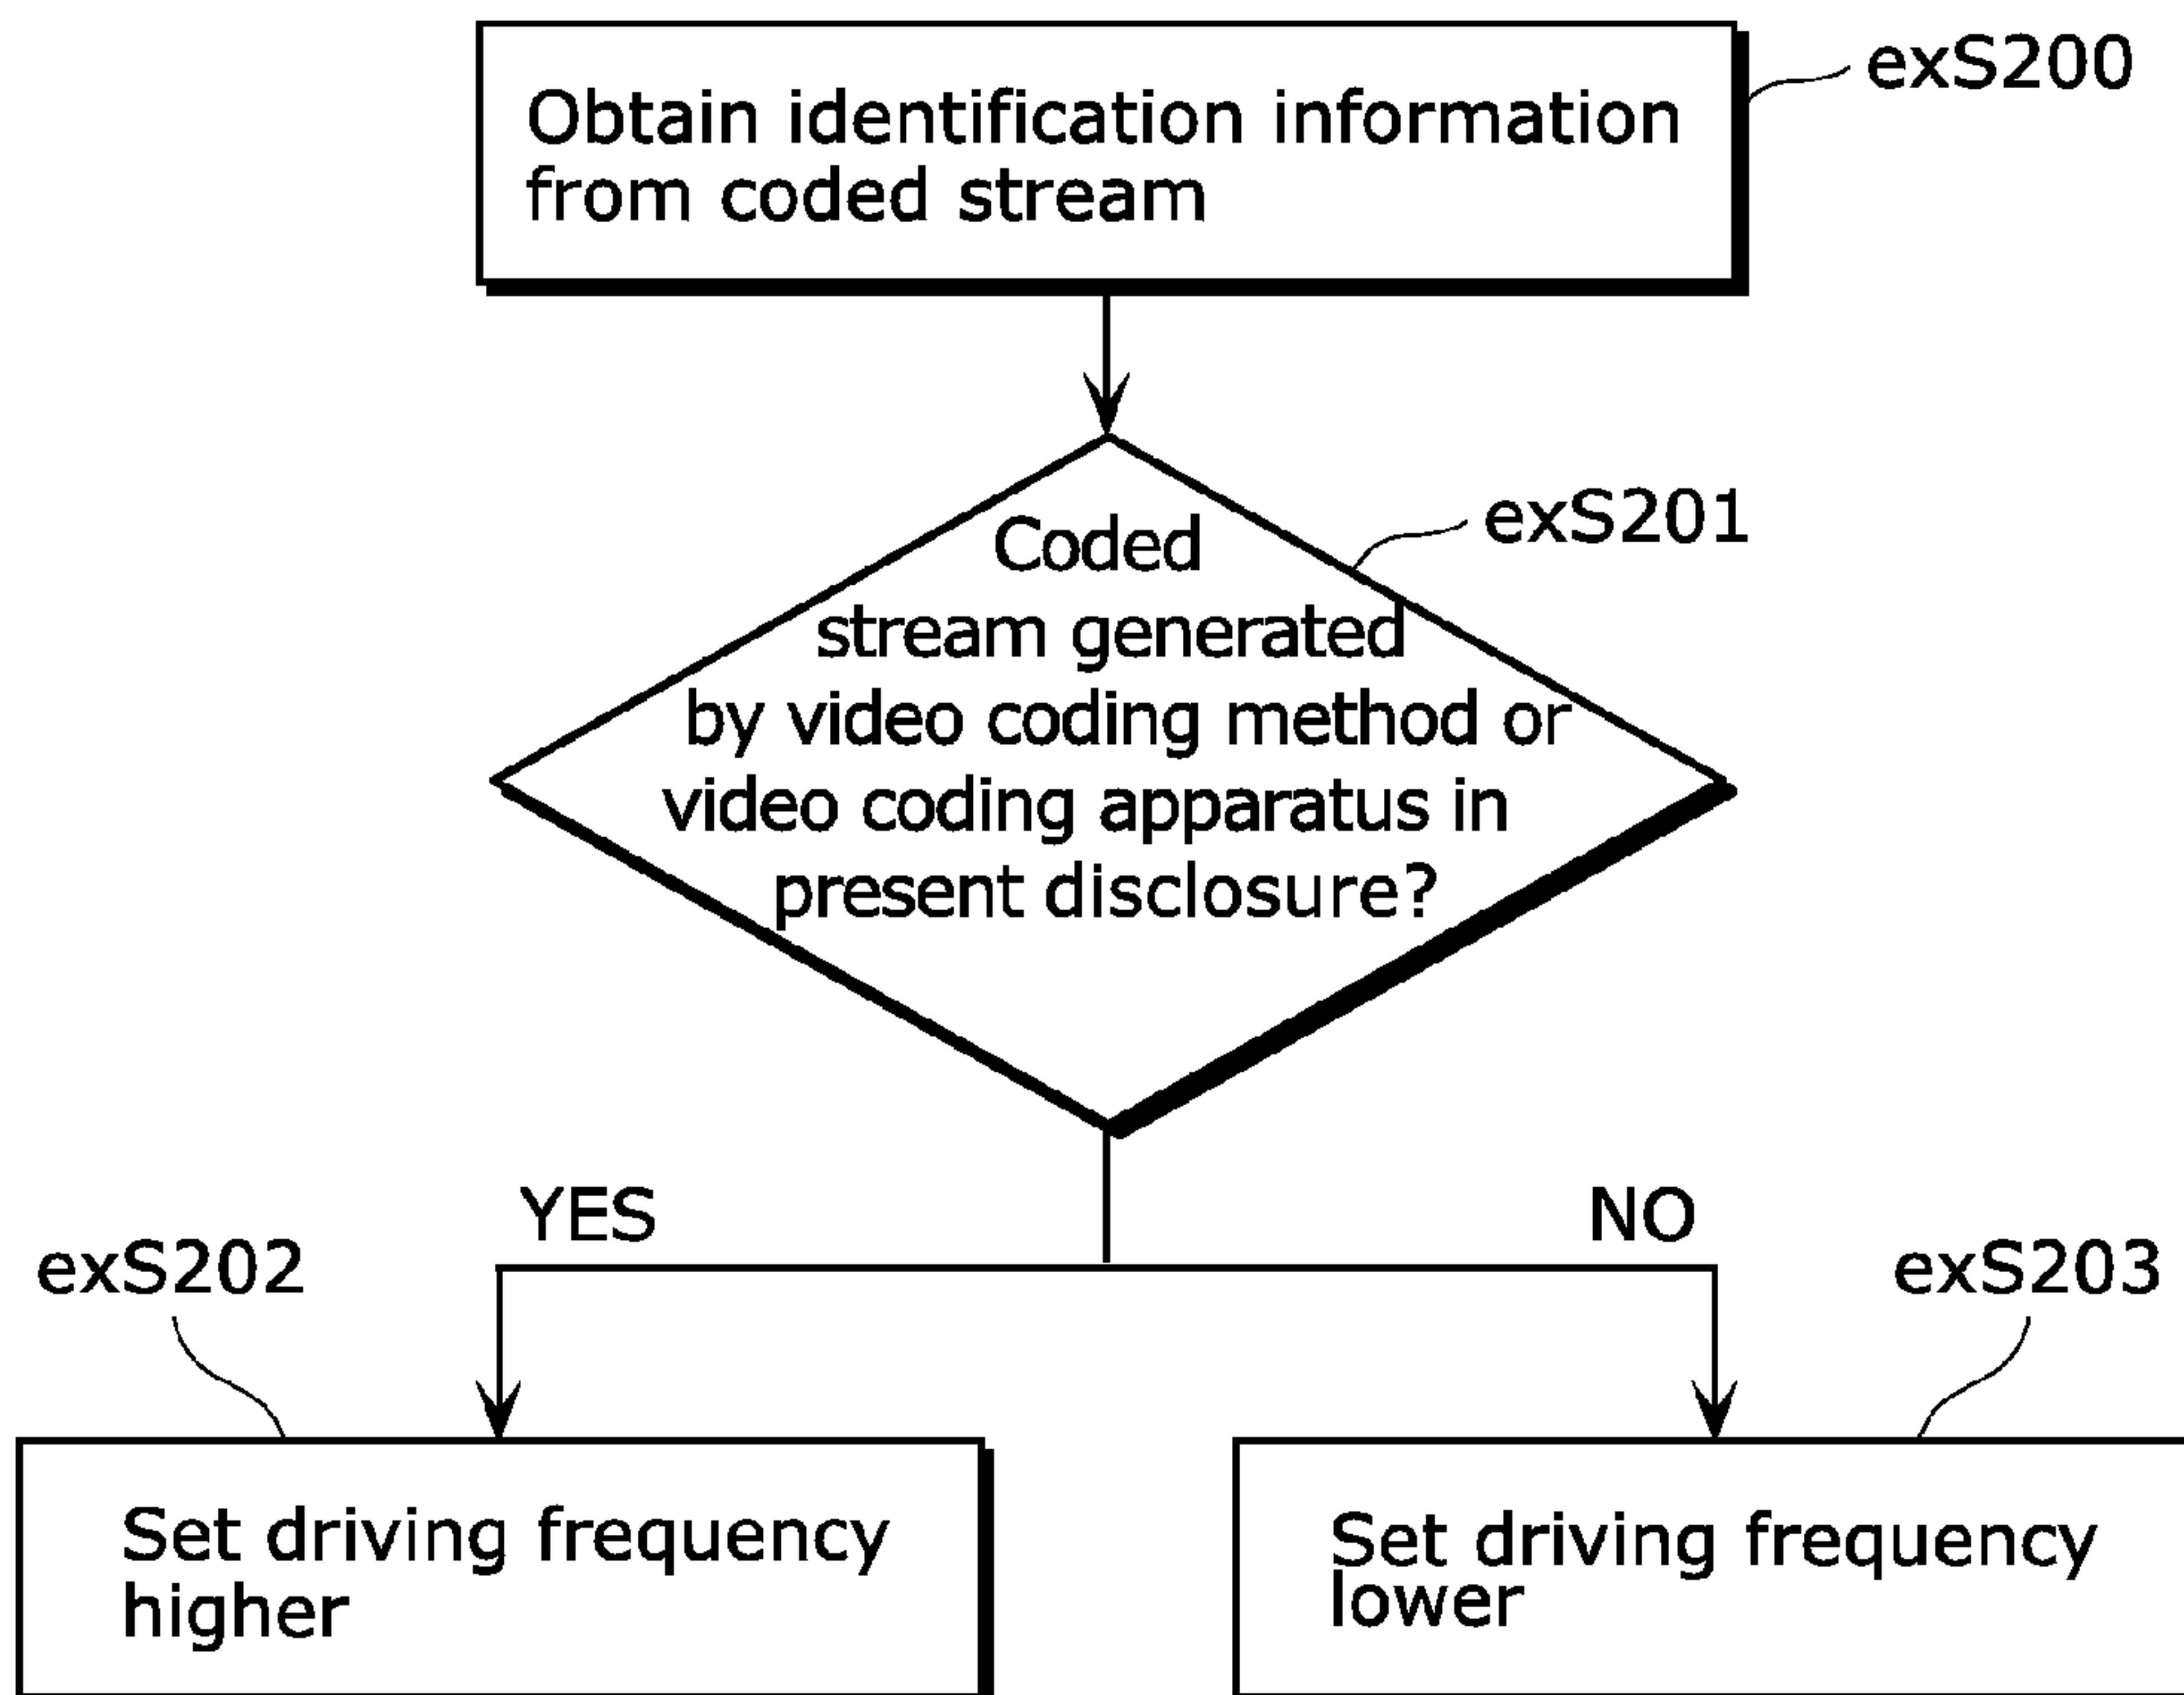 Obtain identification information
from coded stream
exS200
Coded
stream generated
by video coding method or
video coding apparatus in
present disclosure?
exS201
YES
NO
exS202
exS203
Set driving frequency
higher
Set driving frequency
lower